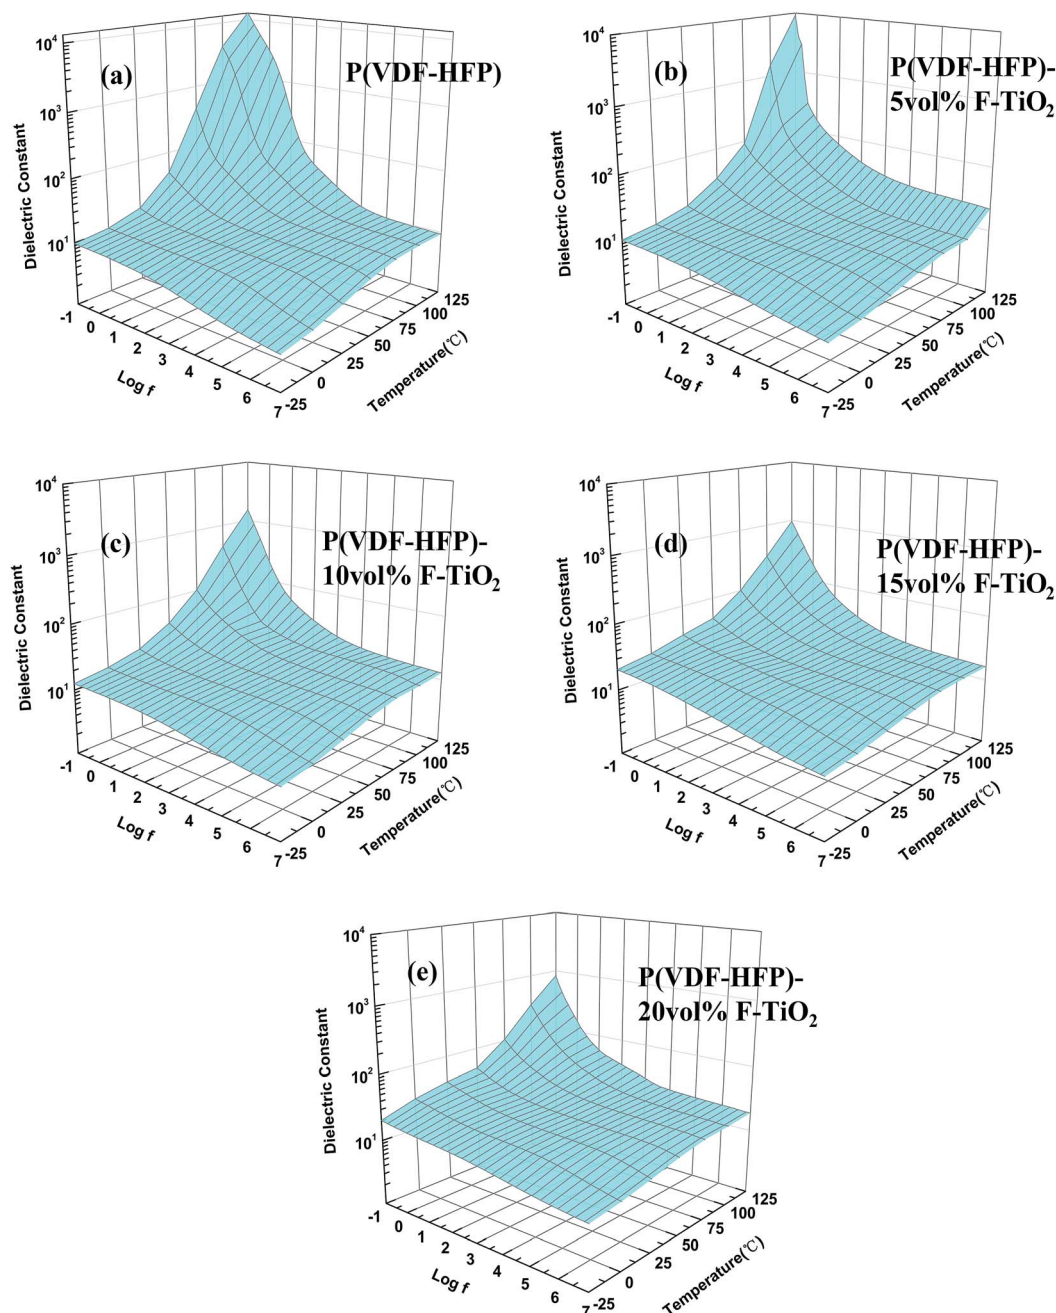 (a)
P(VDF-HFP)
Dielectric Constant
10⁴
10³
10²
10¹
-1 0 1 2 3 4 5 6 7
Log f
-25 0 25 50 75 100 125
Temperature(℃)
(b)
P(VDF-HFP)-
5vol% F-TiO₂
Dielectric Constant
10⁴
10³
10²
10¹
-1 0 1 2 3 4 5 6 7
Log f
-25 0 25 50 75 100 125
Temperature(℃)
(c)
P(VDF-HFP)-
10vol% F-TiO₂
Dielectric Constant
10⁴
10³
10²
10¹
-1 0 1 2 3 4 5 6 7
Log f
-25 0 25 50 75 100 125
Temperature(℃)
(d)
P(VDF-HFP)-
15vol% F-TiO₂
Dielectric Constant
10⁴
10³
10²
10¹
-1 0 1 2 3 4 5 6 7
Log f
-25 0 25 50 75 100 125
Temperature(℃)
(e)
P(VDF-HFP)-
20vol% F-TiO₂
Dielectric Constant
10⁴
10³
10²
10¹
-1 0 1 2 3 4 5 6 7
Log f
-25 0 25 50 75 100 125
Temperature(℃)